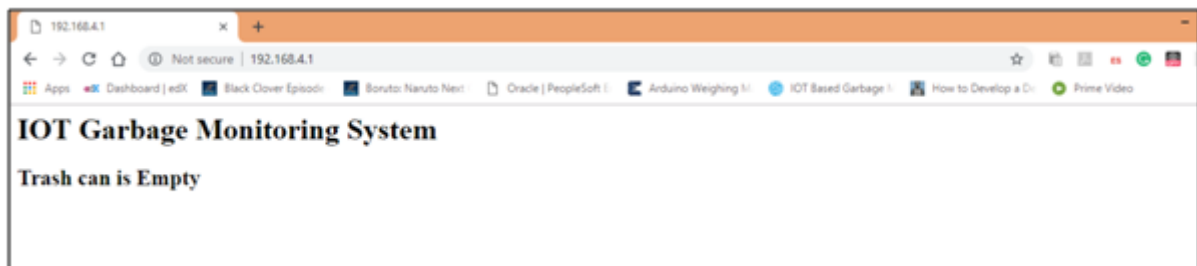 192.168.4.1
Not secure | 192.168.4.1
Apps edX Dashboard | edX Black Clover Episode Boruto: Naruto Next Oracle | PeopleSoft E Arduino Weighing M IOT Based Garbage M How to Develop a De Prime Video
IOT Garbage Monitoring System
Trash can is Empty